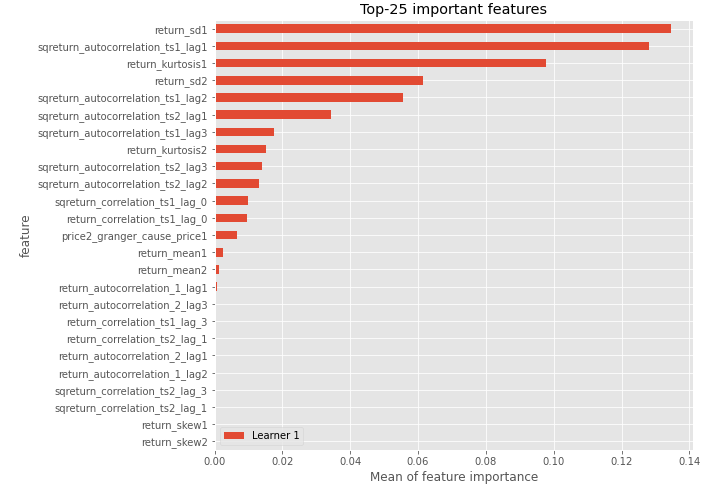 Top-25 important features
return_sd1
sqreturn_autocorrelation_ts1_lag1
return_kurtosis1
return_sd2
sqreturn_autocorrelation_ts1_lag2
sqreturn_autocorrelation_ts2_lag1
sqreturn_autocorrelation_ts1_lag3
return_kurtosis2
sqreturn_autocorrelation_ts2_lag3
sqreturn_autocorrelation_ts2_lag2
sqreturn_correlation_ts1_lag_0
return_correlation_ts1_lag_0
price2_granger_cause_price1
return_mean1
return_mean2
return_autocorrelation_1_lag1
return_autocorrelation_2_lag3
return_correlation_ts1_lag_3
return_correlation_ts2_lag_1
return_autocorrelation_2_lag1
return_autocorrelation_1_lag2
sqreturn_correlation_ts2_lag_3
sqreturn_correlation_ts2_lag_1
return_skew1
return_skew2
feature
Learner 1
0.00 0.02 0.04 0.06 0.08 0.10 0.12 0.14
Mean of feature importance